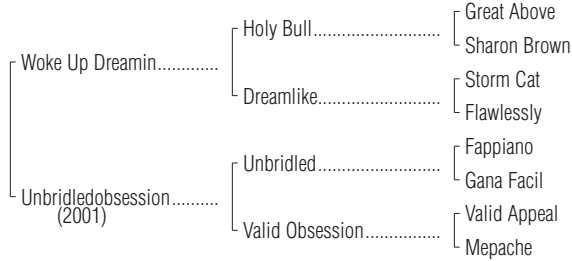 Great Above
Holy Bull..........................
Sharon Brown
Woke Up Dreamin.............
Storm Cat
Dreamlike.........................
Flawlessly
Fappiano
Unbridled..........................
Gana Facil
Unbridledobsession..........
(2001)
Valid Appeal
Valid Obsession................
Mepache